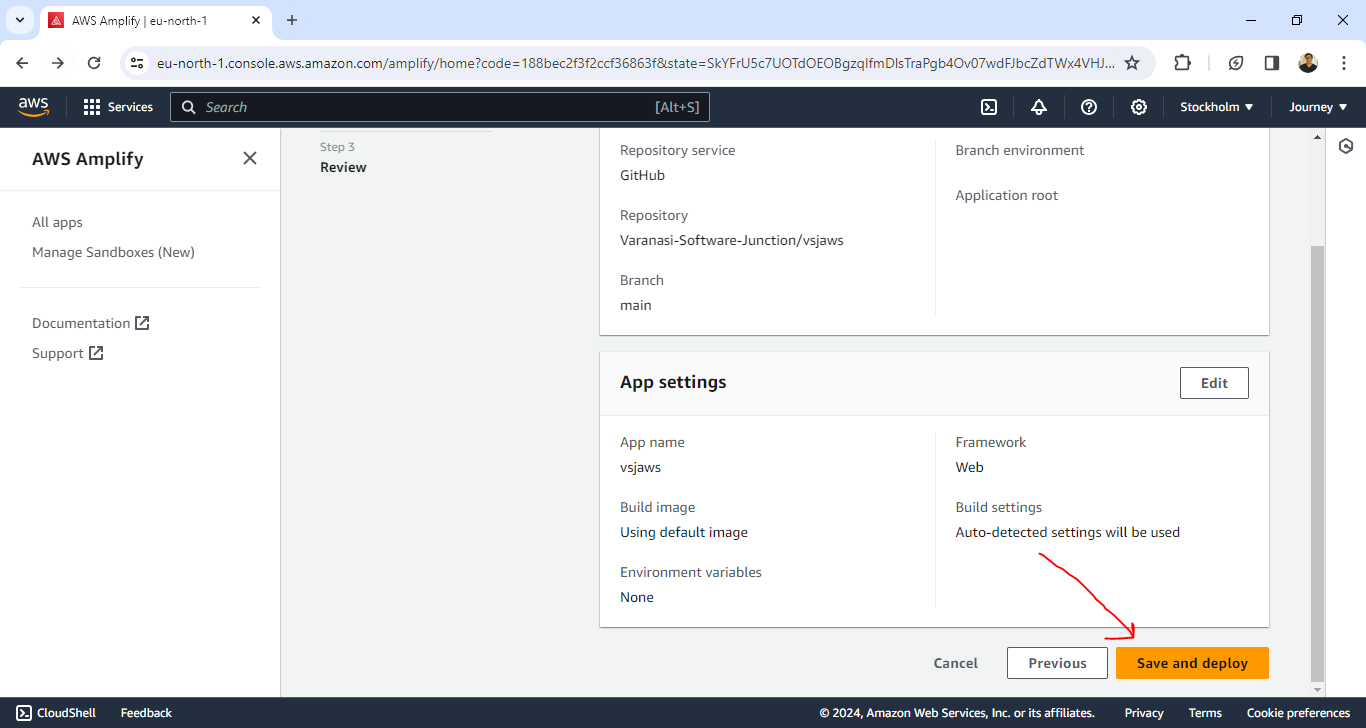 AWS Amplify | eu-north-1
eu-north-1.console.aws.amazon.com/amplify/home?code=188bec2f3f2ccf36863f&state=SkYFrU5c7UOTdOEOBgzqIfmDlsTraPgb4Ov07wdFJbcZdTWx4VHJ...
aws
Services
Search
[Alt+S]
Stockholm
Journey
AWS Amplify
All apps
Manage Sandboxes (New)
Documentation
Support
Step 3
Review
Repository service
GitHub
Repository
Varanasi-Software-Junction/vsjaws
Branch
main
Branch environment
Application root
App settings
Edit
App name
vsjaws
Build image
Using default image
Environment variables
None
Framework
Web
Build settings
Auto-detected settings will be used
Cancel
Previous
Save and deploy
CloudShell
Feedback
© 2024, Amazon Web Services, Inc. or its affiliates.
Privacy
Terms
Cookie preferences